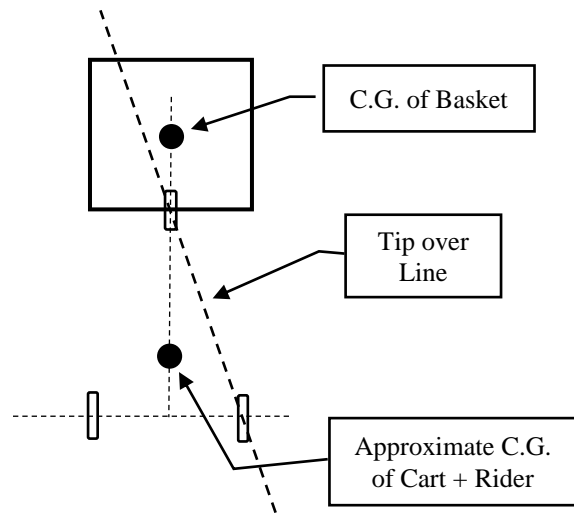 C.G. of Basket
Tip over
Line
Approximate C.G.
of Cart + Rider